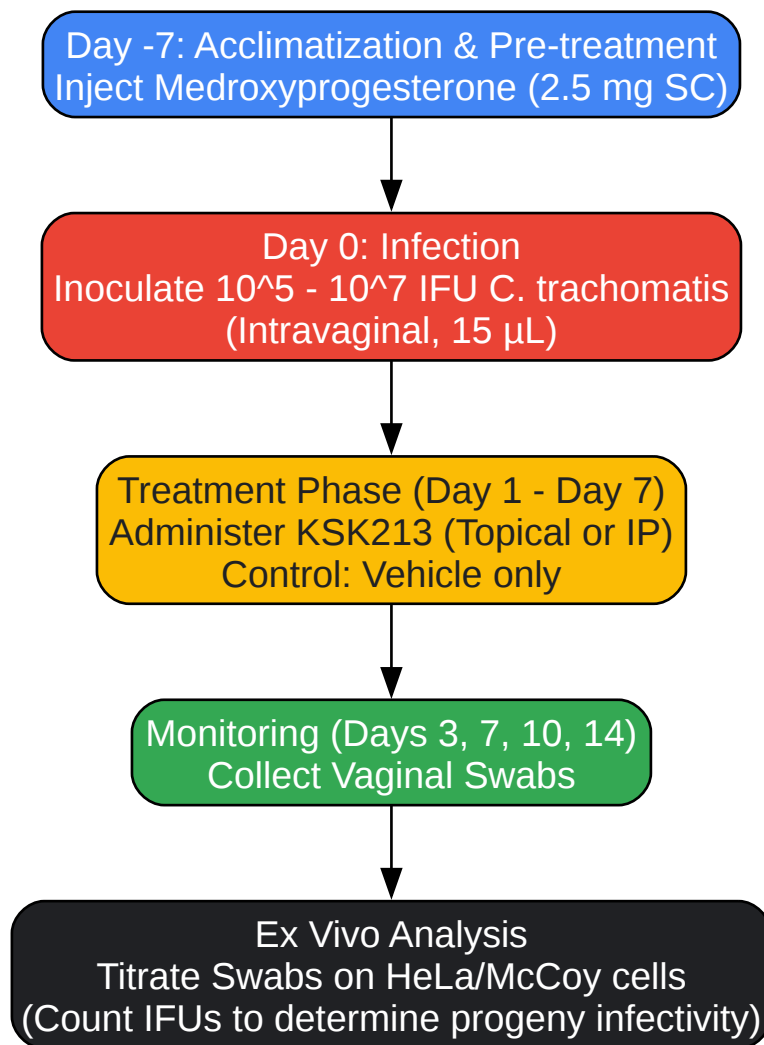 Day -7: Acclimatization & Pre-treatment
Inject Medroxyprogesterone (2.5 mg SC)
Day 0: Infection
Inoculate 10^5 - 10^7 IFU C. trachomatis
(Intravaginal, 15 µL)
Treatment Phase (Day 1 - Day 7)
Administer KSK213 (Topical or IP)
Control: Vehicle only
Monitoring (Days 3, 7, 10, 14)
Collect Vaginal Swabs
Ex Vivo Analysis
Titrate Swabs on HeLa/McCoy cells
(Count IFUs to determine progeny infectivity)